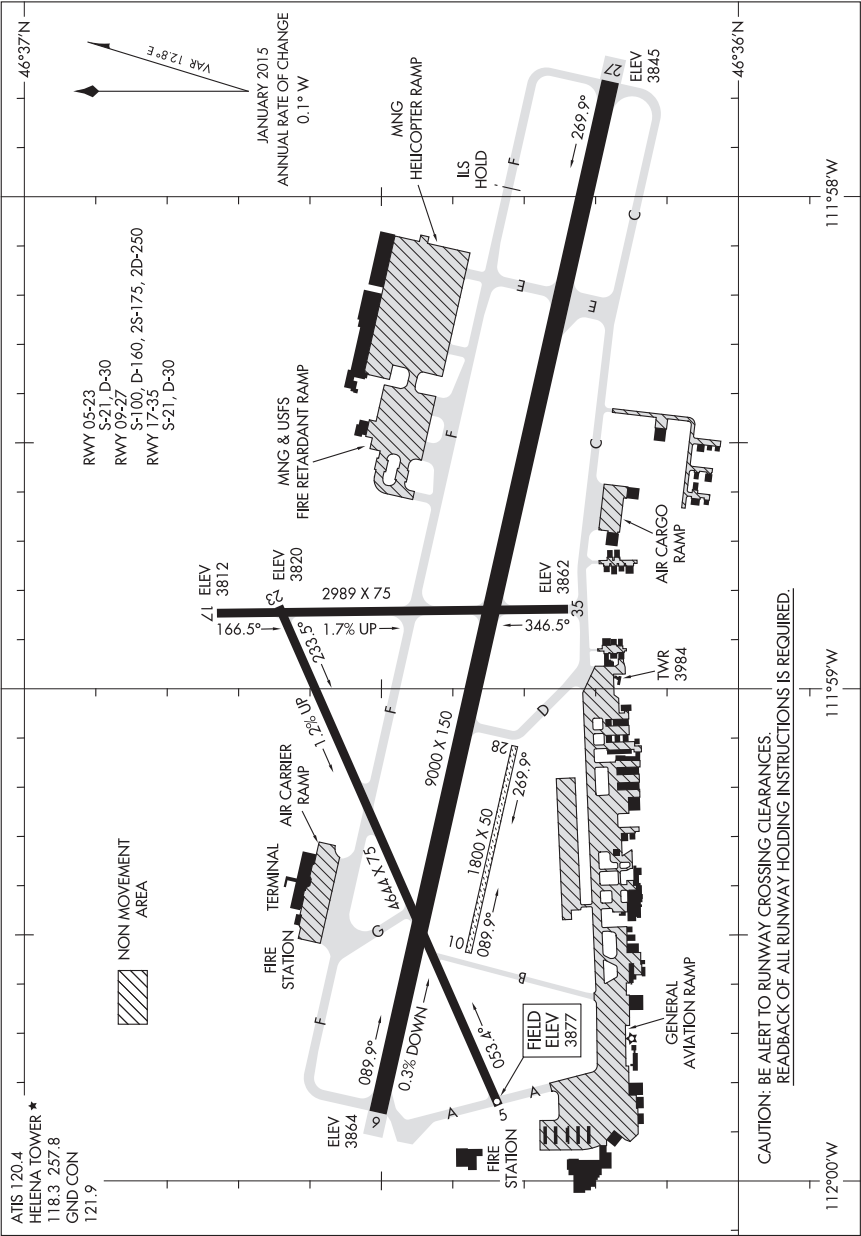 ATIS 120.4
HELENA TOWER ★
118.3 257.8
GND CON
121.9
46°37'N
VAR 12.8°E
JANUARY 2015
ANNUAL RATE OF CHANGE
0.1° W
RWY 05-23
S-21, D-30
RWY 09-27
S-100, D-160, 2S-175, 2D-250
RWY 17-35
S-21, D-30
NON MOVEMENT
AREA
MNG
HELICOPTER RAMP
MNG & USFS
FIRE RETARDANT RAMP
ILS
HOLD
F
ELEV
3845
27
269.9°
C
E
E
F
C
17
ELEV
3812
23
ELEV
3820
2989 X 75
166.5°
1.7% UP
346.5°
ELEV
3862
35
233.5°
1.2% UP
F
AIR CARRIER
RAMP
TERMINAL
FIRE
STATION
4644 X 75
G
F
9000 X 150
28
269.9°
1800 X 50
089.9°
10
D
B
089.9°
0.3% DOWN
9
ELEV
3864
053.4°
5
FIELD
ELEV
3877
A
A
FIRE
STATION
AIR CARGO
RAMP
TWR
3984
GENERAL
AVIATION RAMP
46°36'N
111°58'W
111°59'W
112°00'W
CAUTION: BE ALERT TO RUNWAY CROSSING CLEARANCES.
READBACK OF ALL RUNWAY HOLDING INSTRUCTIONS IS REQUIRED.